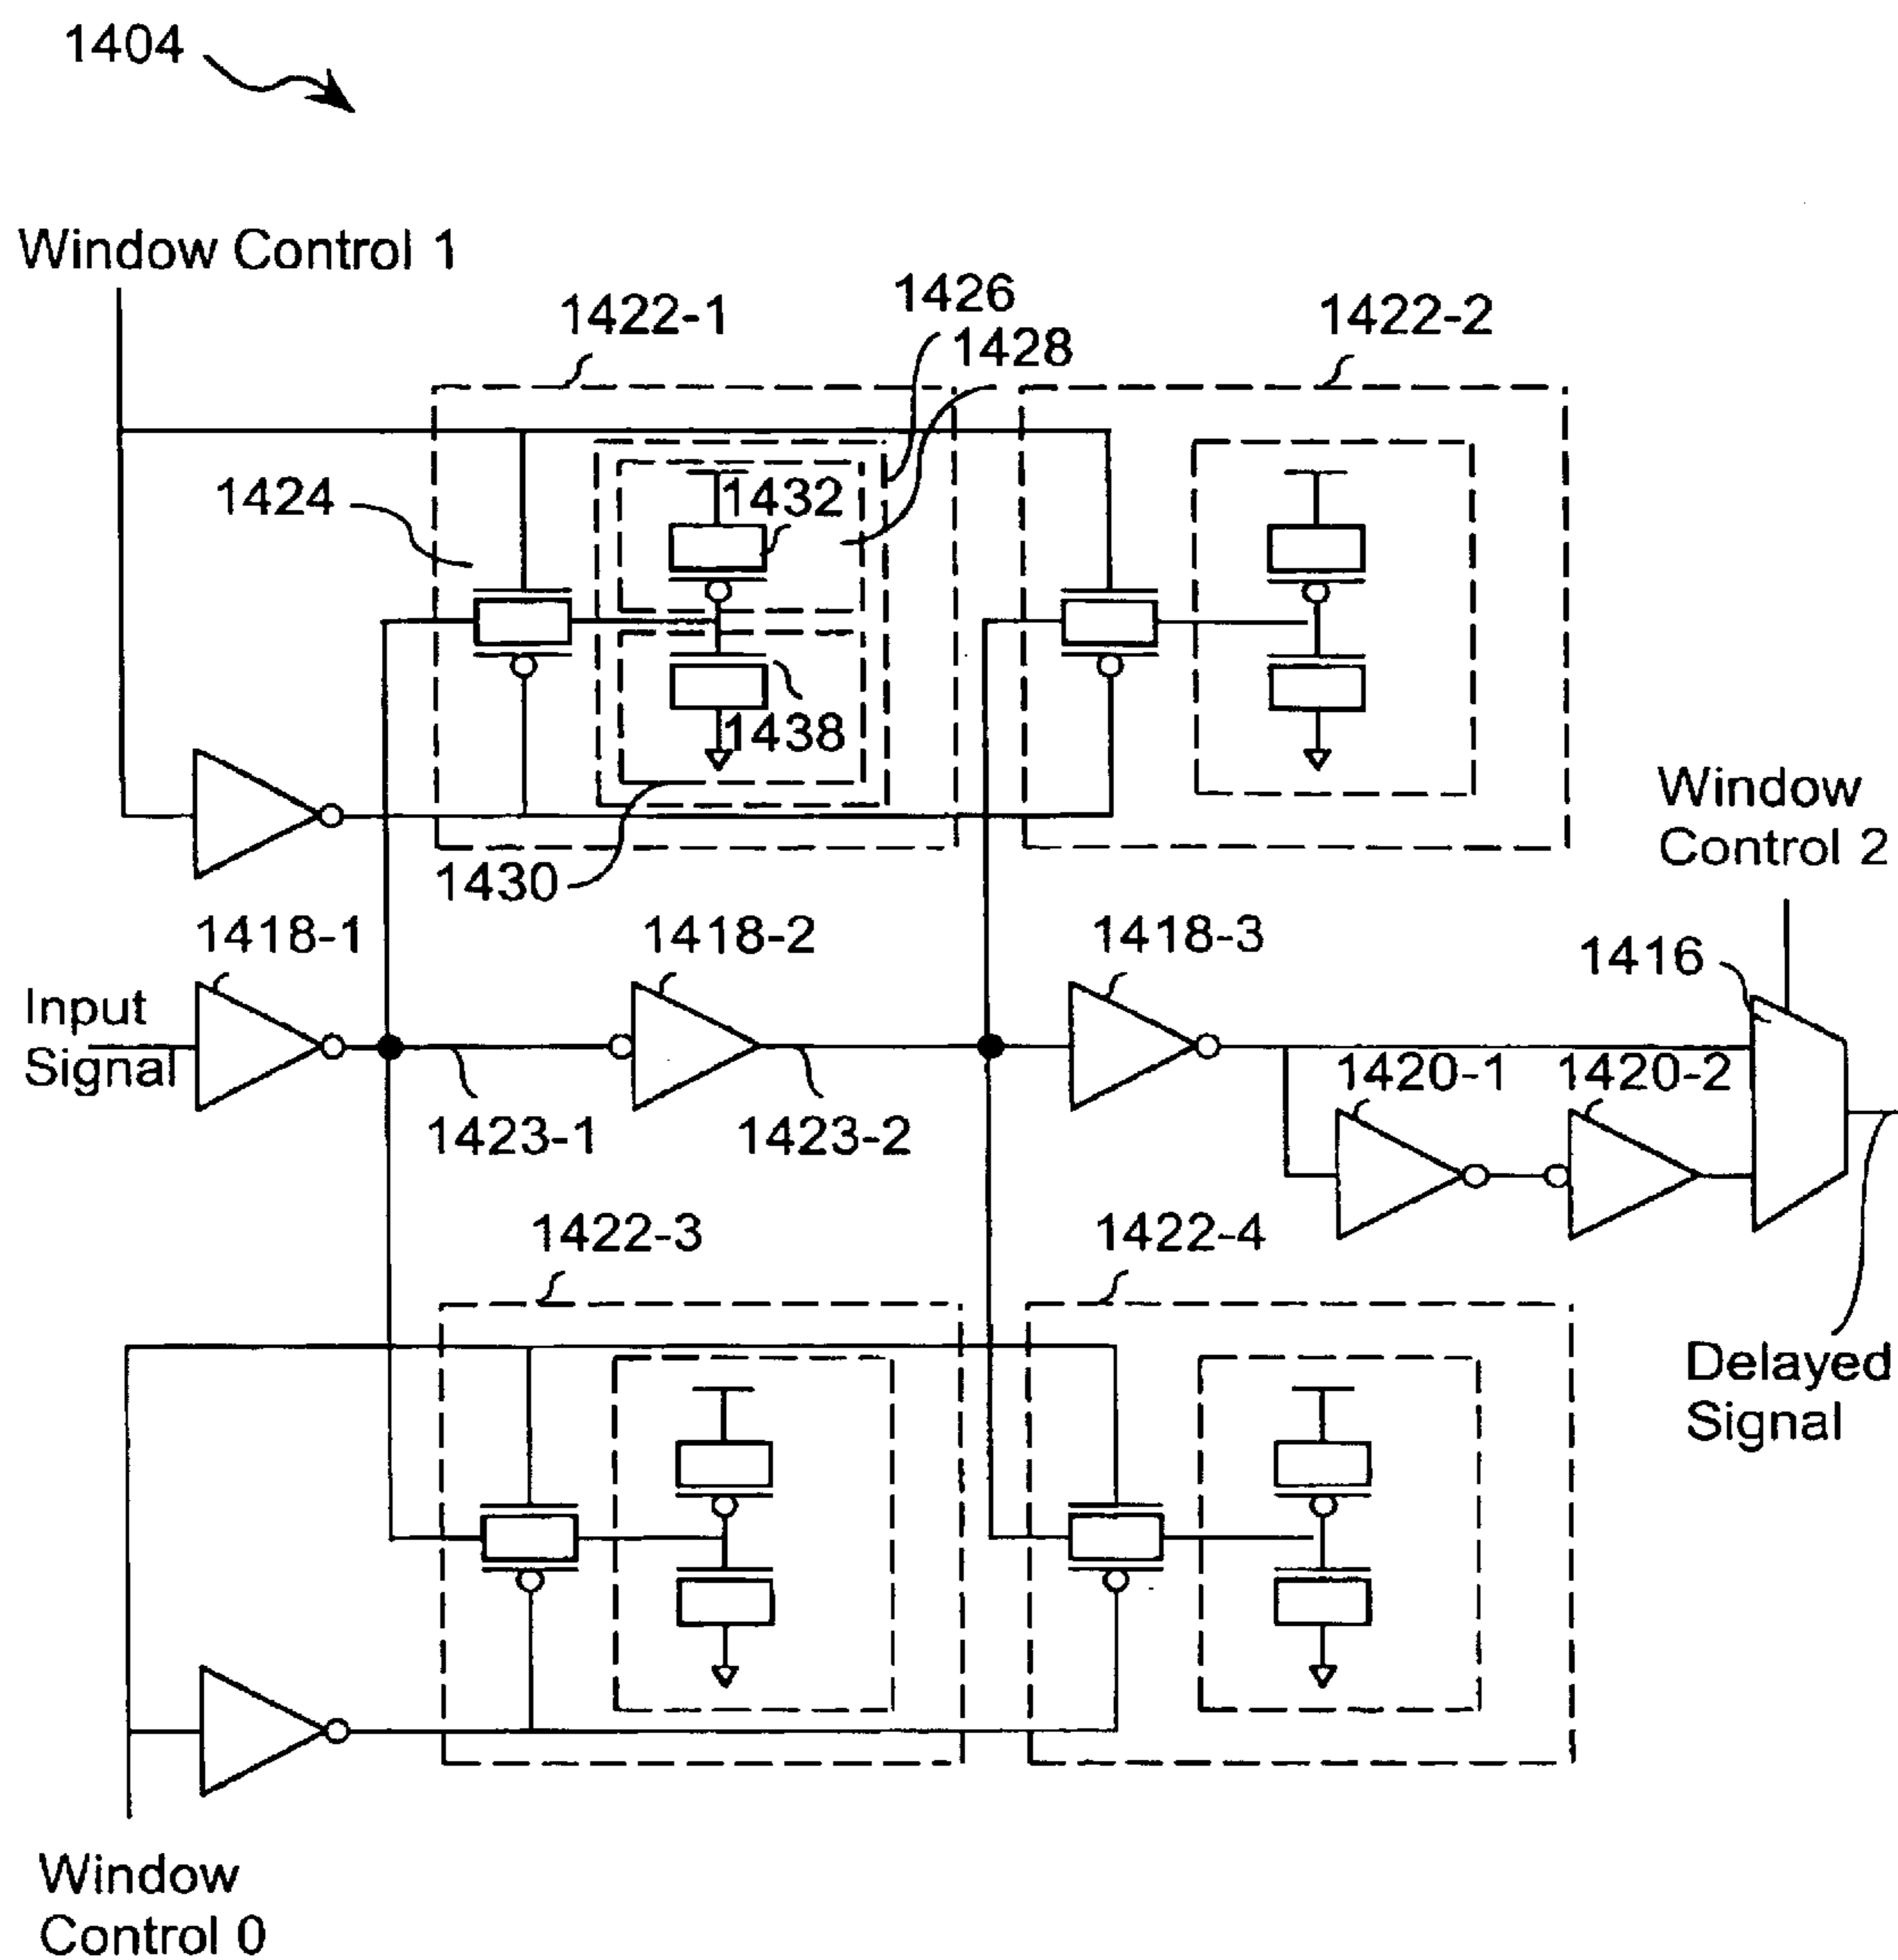 1404
Window Control 1
1422-1
1426
1428
1422-2
1424
1432
1438
1430
Window
Control 2
1418-1
1418-2
1418-3
1416
Input
Signal
1423-1
1423-2
1420-1
1420-2
1422-3
1422-4
Delayed
Signal
Window
Control 0